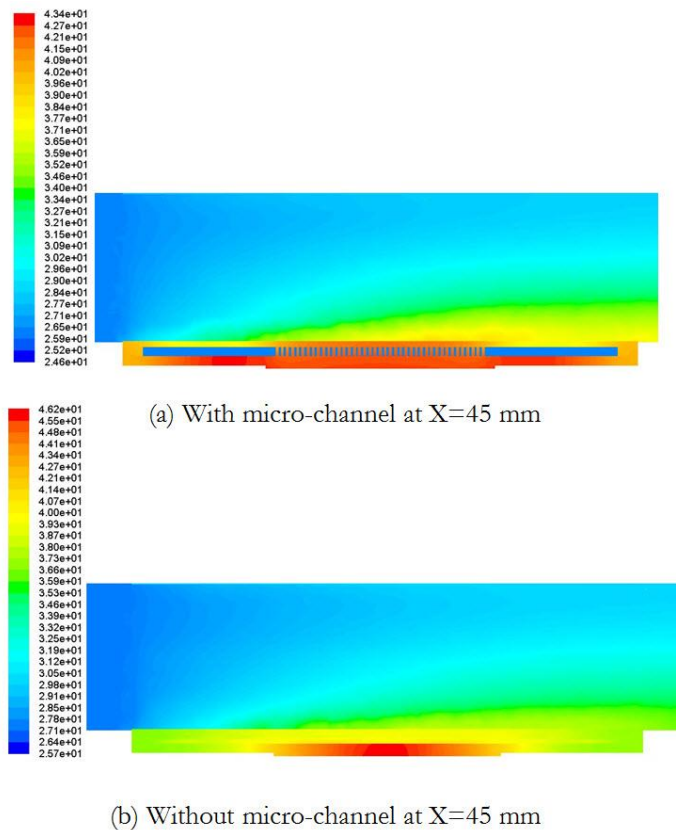 4.34e+01
4.27e+01
4.21e+01
4.15e+01
4.09e+01
4.02e+01
3.96e+01
3.90e+01
3.84e+01
3.77e+01
3.71e+01
3.65e+01
3.59e+01
3.52e+01
3.46e+01
3.40e+01
3.34e+01
3.27e+01
3.21e+01
3.15e+01
3.09e+01
3.02e+01
2.96e+01
2.90e+01
2.84e+01
2.77e+01
2.71e+01
2.65e+01
2.59e+01
2.52e+01
2.46e+01
(a) With micro-channel at X=45 mm
4.62e+01
4.55e+01
4.48e+01
4.41e+01
4.34e+01
4.27e+01
4.21e+01
4.14e+01
4.07e+01
4.00e+01
3.93e+01
3.86e+01
3.80e+01
3.73e+01
3.66e+01
3.59e+01
3.53e+01
3.46e+01
3.39e+01
3.32e+01
3.25e+01
3.19e+01
3.12e+01
3.05e+01
2.98e+01
2.91e+01
2.85e+01
2.78e+01
2.71e+01
2.64e+01
2.57e+01
(b) Without micro-channel at X=45 mm